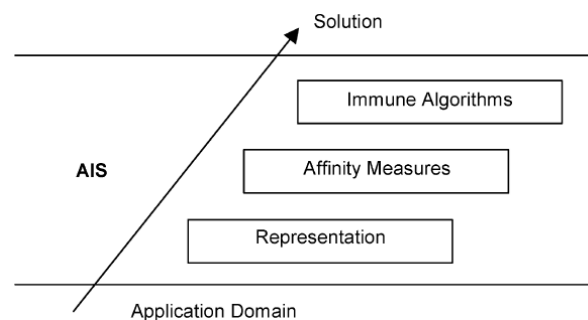 Solution
Immune Algorithms
AIS
Affinity Measures
Representation
Application Domain